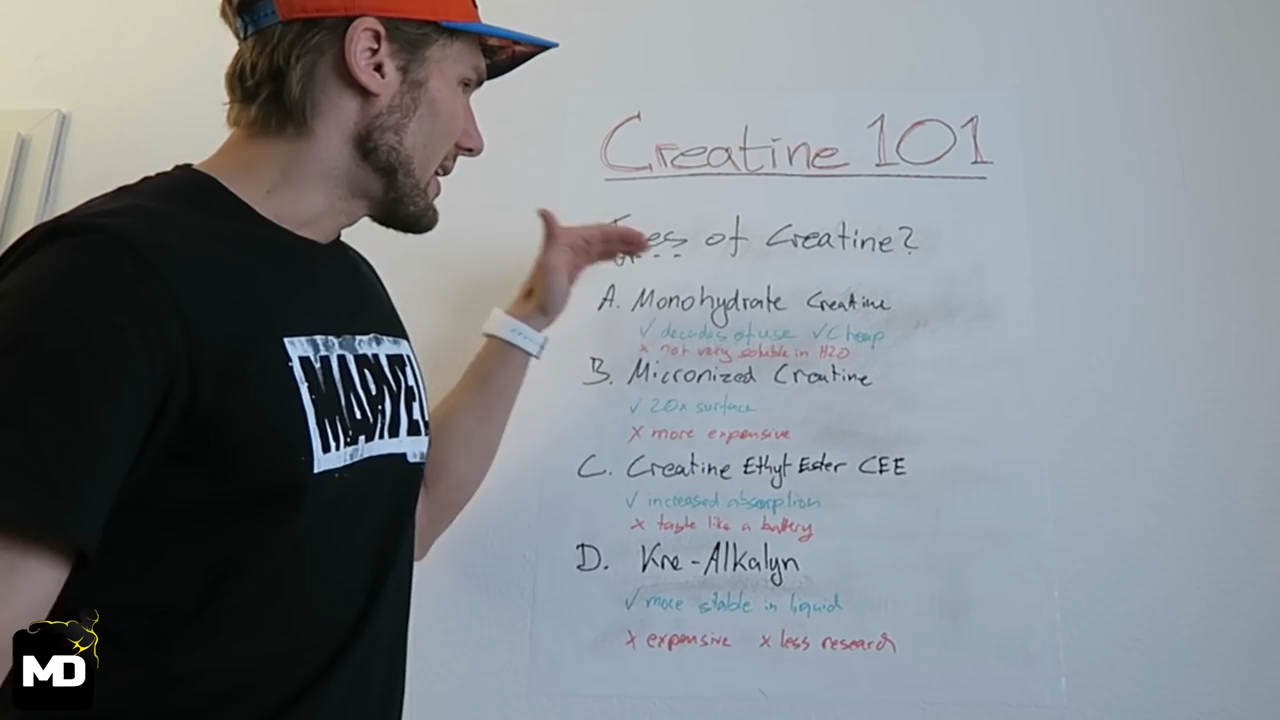 Creatine 101
of Creatine?
A. Monohydrate Creatine
✓ decades of use ✓ Cheap
x not very soluble in H2O
B. Micronized Creatine
✓ 20x surface
x more expensive
C. Creatine Ethyl Ester CEE
✓ increased absorption
x taste like a battery
D. Kre-Alkalyn
✓ more stable in liquid
x expensive x less research
MARVEL
MD